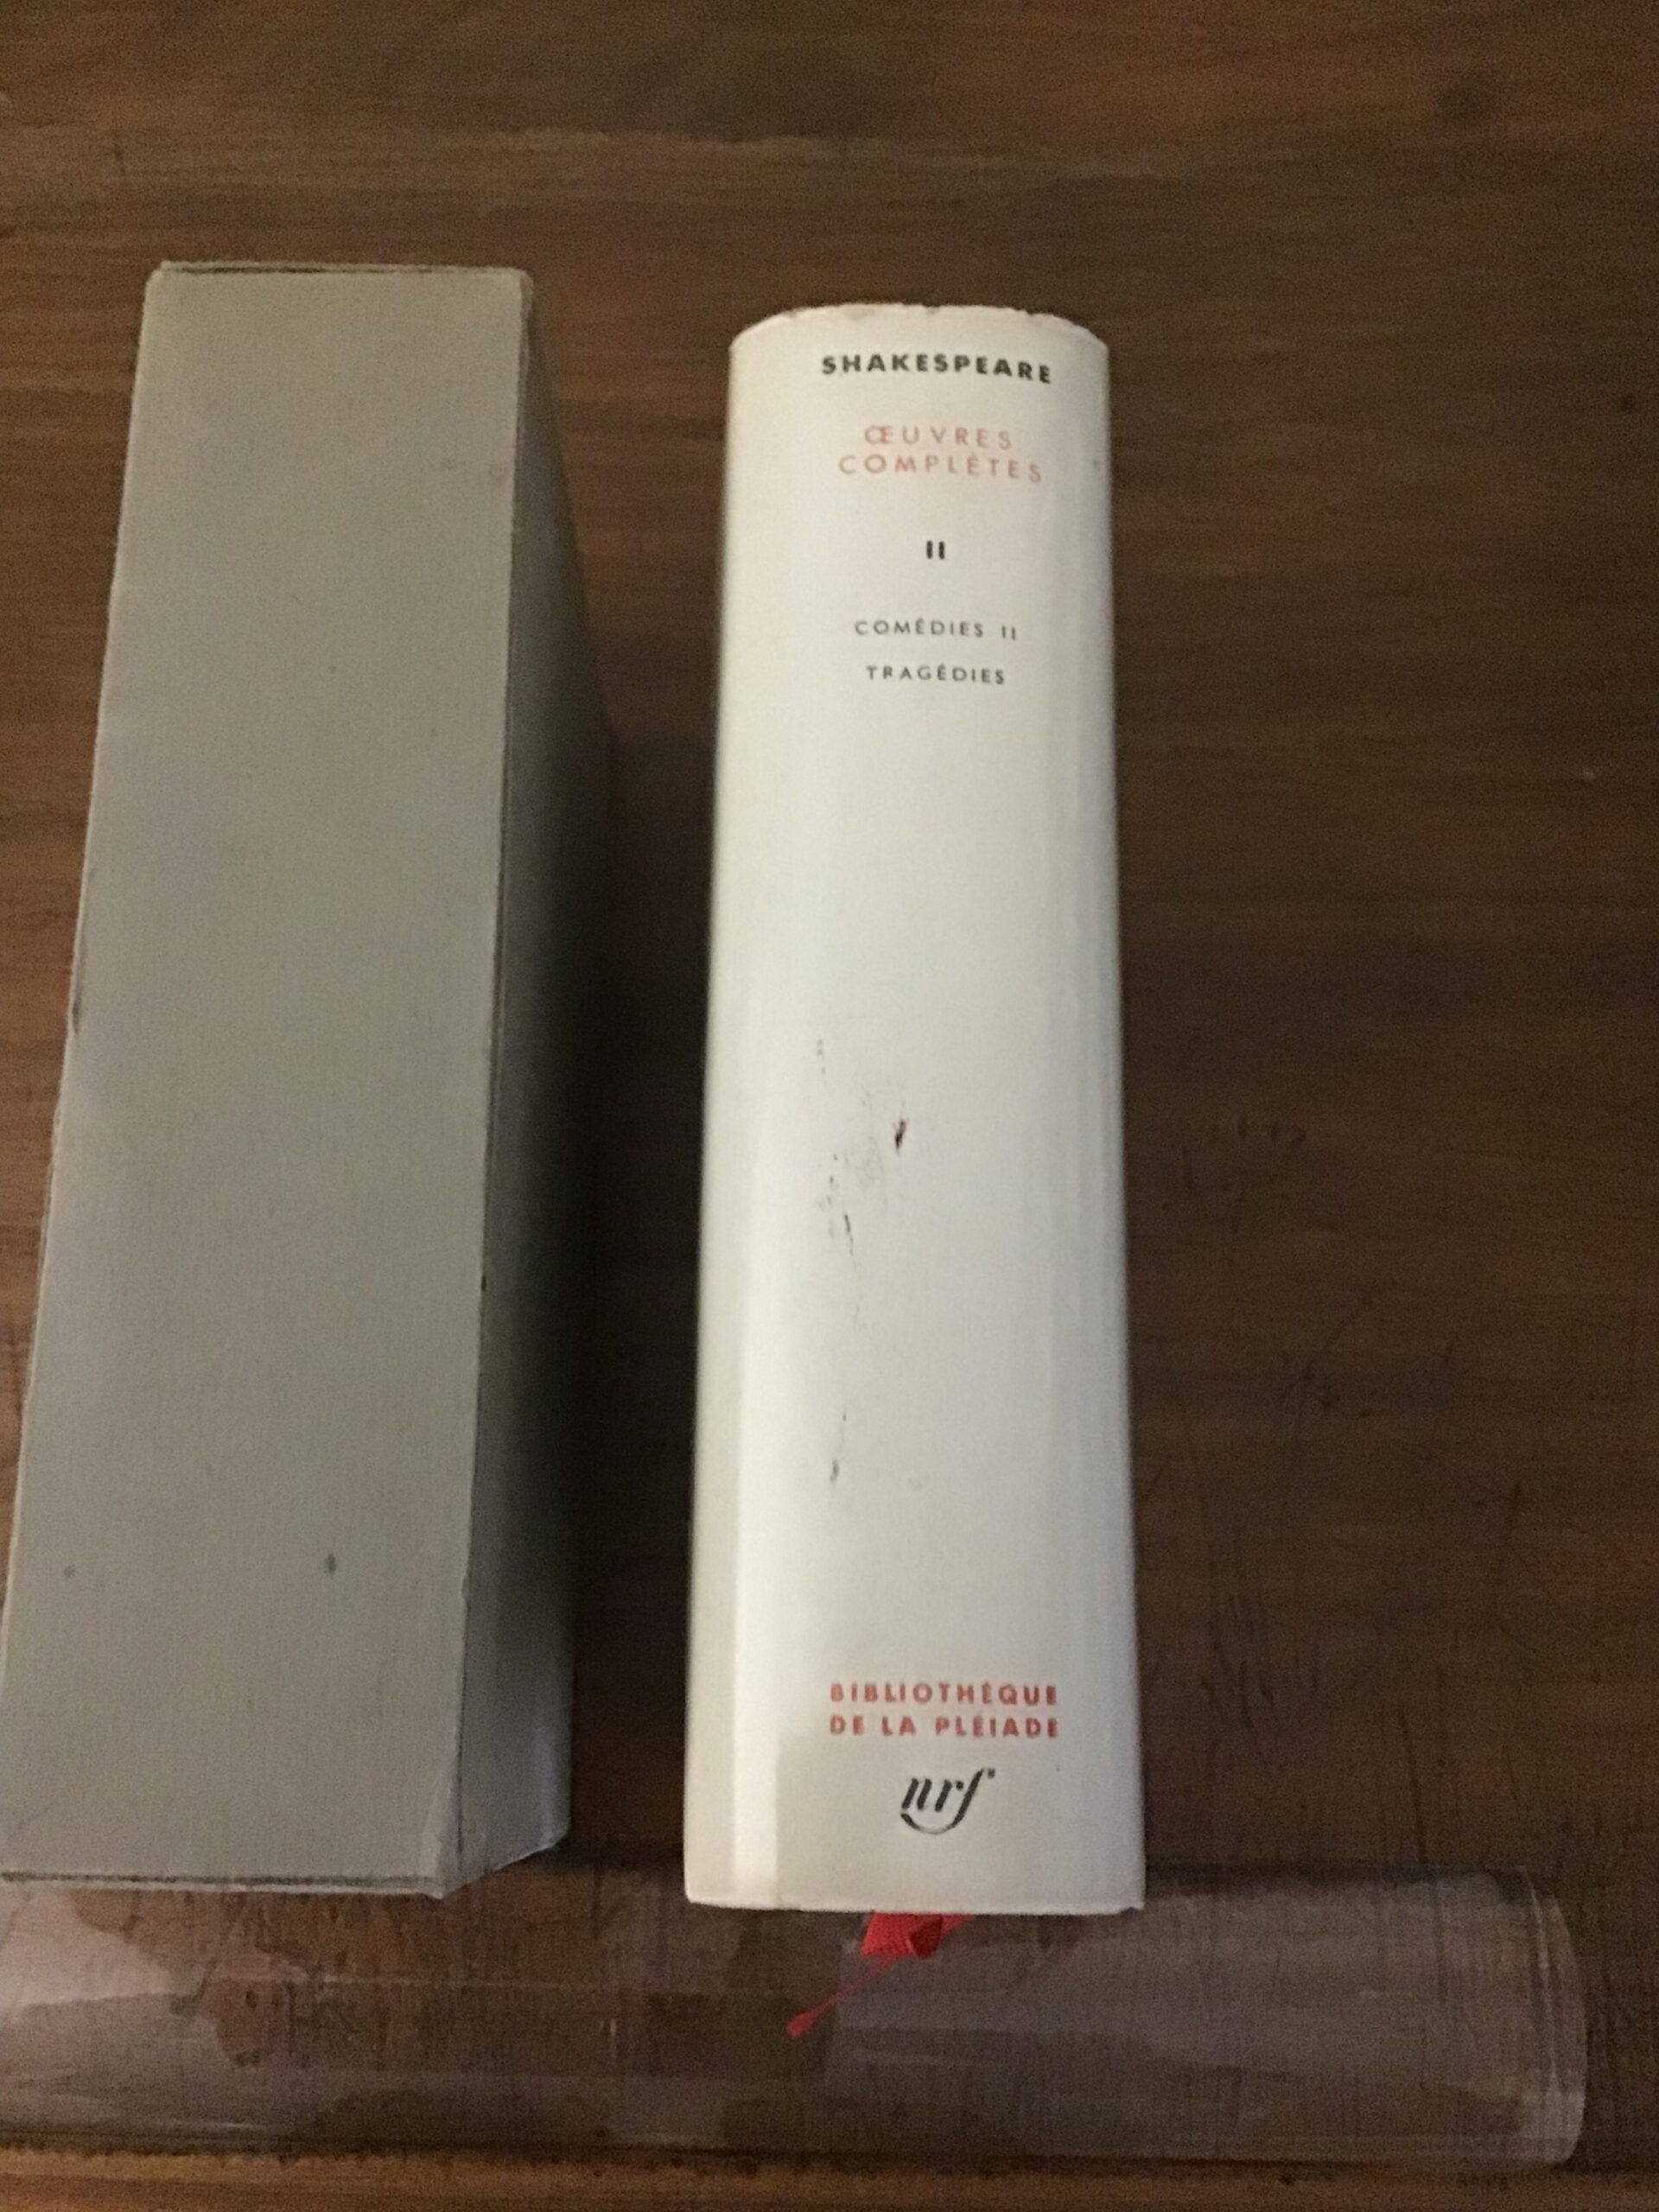 SHAKESPEARE
ŒUVRES
COMPLÈTES
II
COMÉDIES II
TRAGÉDIES
BIBLIOTHÈQUE
DE LA PLÉIADE
nrf